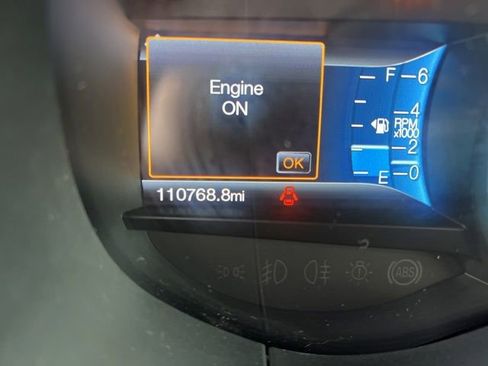 Engine
ON
OK
F
6
4
RPM
x1000
2
E
0
110768.8mi
ABS